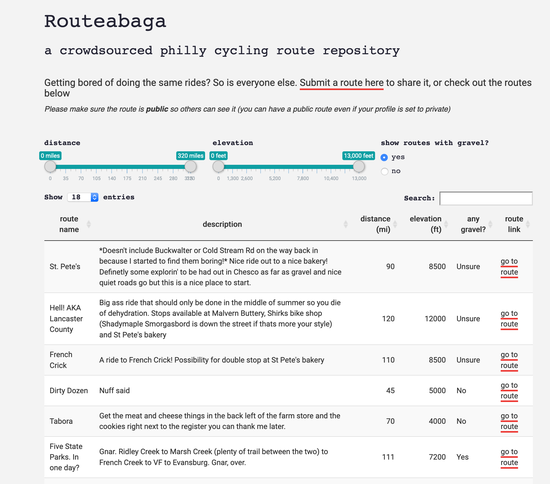 Routeabaga
a crowdsourced philly cycling route repository
Getting bored of doing the same rides? So is everyone else. Submit a route here to share it, or check out the routes
below
Please make sure the route is public so others can see it (you can have a public route even if your profile is set to private)
distance
elevation
show routes with gravel?
0 miles
320 miles
0 feet
13,000 feet
yes
no
0 35 70 105 140 175 210 245 280
0 1,300 2,600 5,200 7,800 10,400 13,000
Show 18 entries
Search:
route
name
description
distance
(mi)
elevation
(ft)
any
gravel?
route
link
St. Pete's
*Doesn't include Buckwalter or Cold Stream Rd on the way back in
because I started to find them boring!* Nice ride out to a nice bakery!
Definetly some explorin' to be had out in Chesco as far as gravel and nice
quiet roads go but this is a nice place to start.
90
8500
Unsure
go to
route
Hell! AKA
Lancaster
County
Big ass ride that should only be done in the middle of summer so you die
of dehydration. Stops available at Malvern Buttery, Shirks bike shop
(Shadymaple Smorgasbord is down the street if thats more your style)
and St Pete's bakery
120
12000
Unsure
go to
route
French
Crick
A ride to French Crick! Possibility for double stop at St Pete's bakery
110
8500
Unsure
go to
route
Dirty Dozen
Nuff said
45
5000
No
go to
route
Tabora
Get the meat and cheese things in the back left of the farm store and the
cookies right next to the register you can thank me later.
70
4000
No
go to
route
Five State
Parks. In
one day?
Gnar. Ridley Creek to Marsh Creek (plenty of trail between the two) to
French Creek to VF to Evansburg. Gnar, over.
111
7200
Yes
go to
route